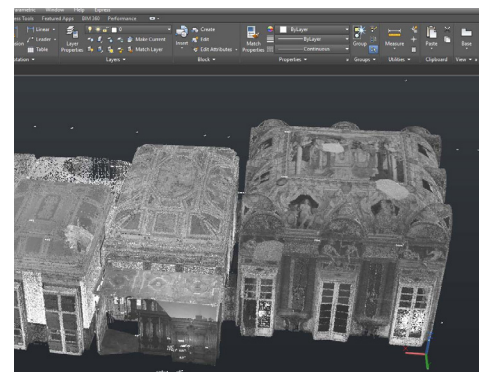 Parametric Window Help Express
ess Tools Featured Apps BIM 360 Performance
Linear Create ByLayer
Leader Make Current Edit ByLayer
Table Layer Properties Match Layer Insert Edit Attributes Match Properties Continuous Group Measure Paste Base
Layers Block Properties Groups Utilities Clipboard View